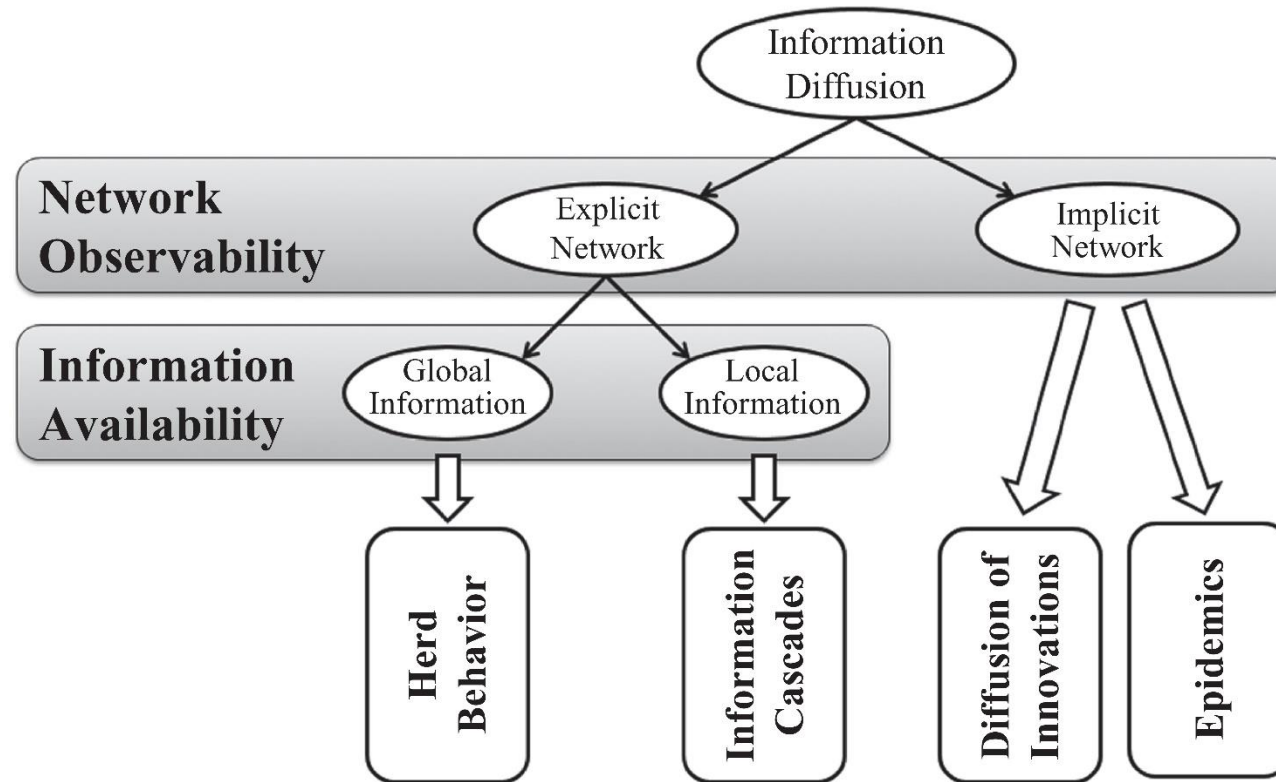 Information
Diffusion
Network
Observability
Explicit
Network
Implicit
Network
Information
Availability
Global
Information
Local
Information
Herd
Behavior
Information
Cascades
Diffusion of
Innovations
Epidemics